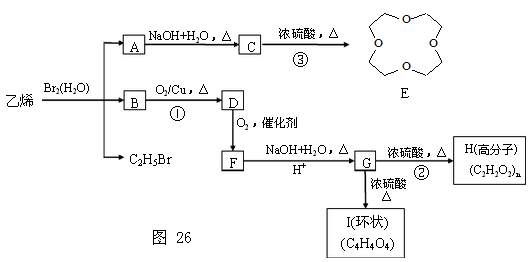 NaOH+H₂O，△
浓硫酸，△
A
C
③
O
O
O
O
E
Br₂(H₂O)
乙烯
O₂/Cu，△
B
D
①
O₂，催化剂
C₂H₅Br
F
NaOH+H₂O，△
H⁺
G
浓硫酸，△
②
H(高分子)
(C₂H₂O₂)ₙ
浓硫酸
△
I(环状)
(C₄H₄O₄)
图 26